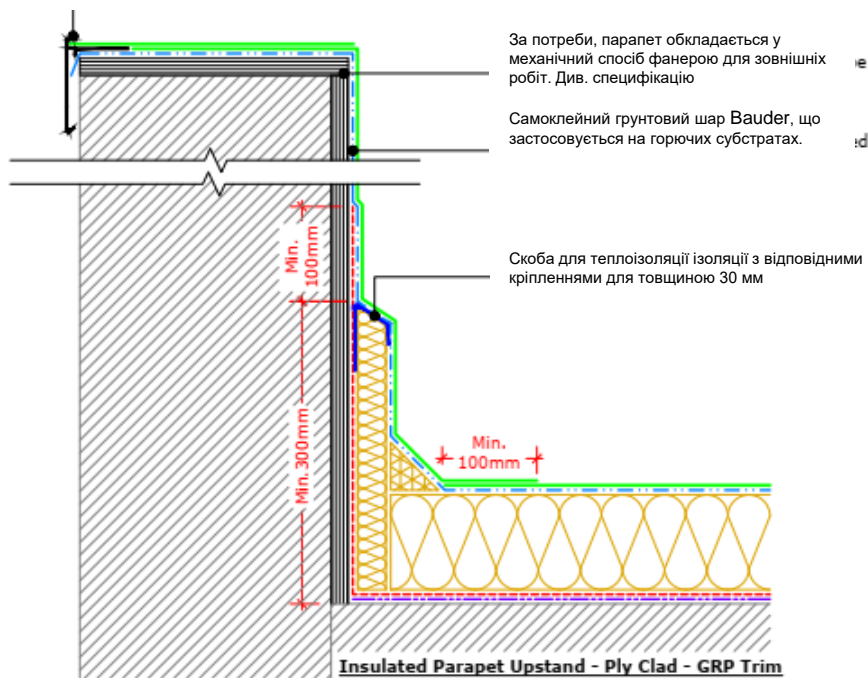 За потреби, парапет обкладається у
механічний спосіб фанерою для зовнішніх
робіт. Див. специфікацію
Самоклейний грунтовий шар Bauder, що
застосовується на горючих субстратах.
Скоба для теплоізоляції ізоляції з відповідними
кріпленнями для товщиною 30 мм
Min.
100mm
Min. 300mm
Min.
100mm
Insulated Parapet Upstand - Ply Clad - GRP Trim